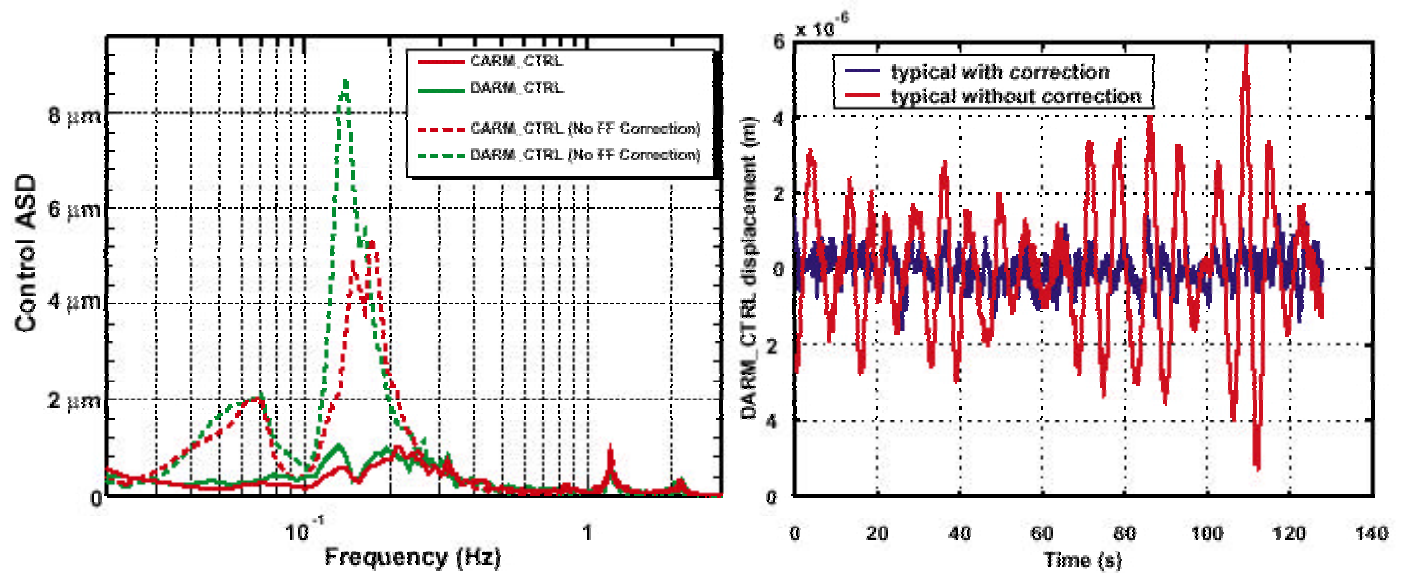 CARM_CTRL
DARM_CTRL
CARM_CTRL (No FF Correction)
DARM_CTRL (No FF Correction)
Control ASD
8 μm
6 μm
4 μm
2 μm
0
10⁻¹
1
Frequency (Hz)
x 10⁻⁶
typical with correction
typical without correction
DARM_CTRL displacement (m)
6
4
2
0
2
4
6
0 20 40 60 80 100 120 140
Time (s)